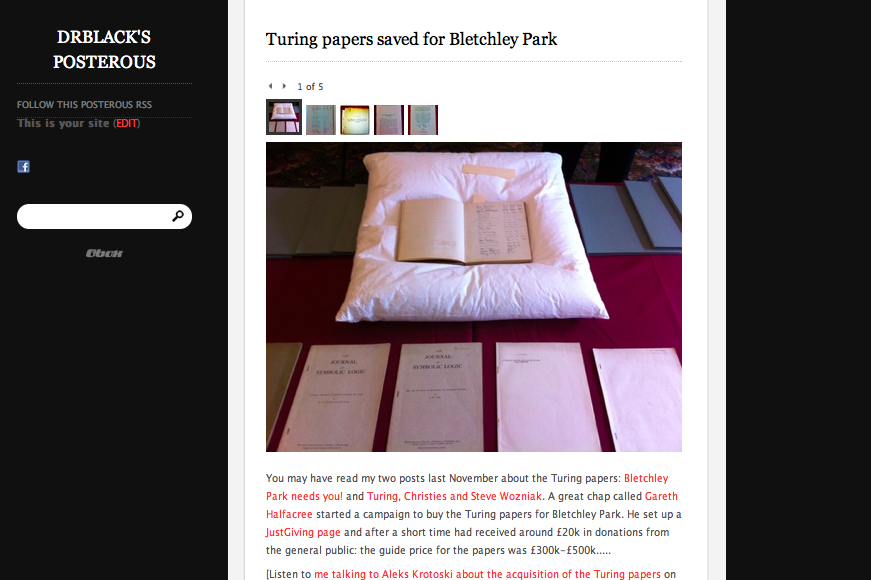 DRBLACK'S
POSTEROUS
FOLLOW THIS POSTEROUS RSS
This is your site (EDIT)
Obox
Turing papers saved for Bletchley Park
1 of 5
THE
JOURNAL
OF
SYMBOLIC LOGIC
THE
JOURNAL
OF
SYMBOLIC LOGIC
You may have read my two posts last November about the Turing papers: Bletchley
Park needs you! and Turing, Christies and Steve Wozniak. A great chap called Gareth
Halfacree started a campaign to buy the Turing papers for Bletchley Park. He set up a
JustGiving page and after a short time had received around £20k in donations from
the general public: the guide price for the papers was £300k-£500k.....
[Listen to me talking to Aleks Krotoski about the acquisition of the Turing papers on